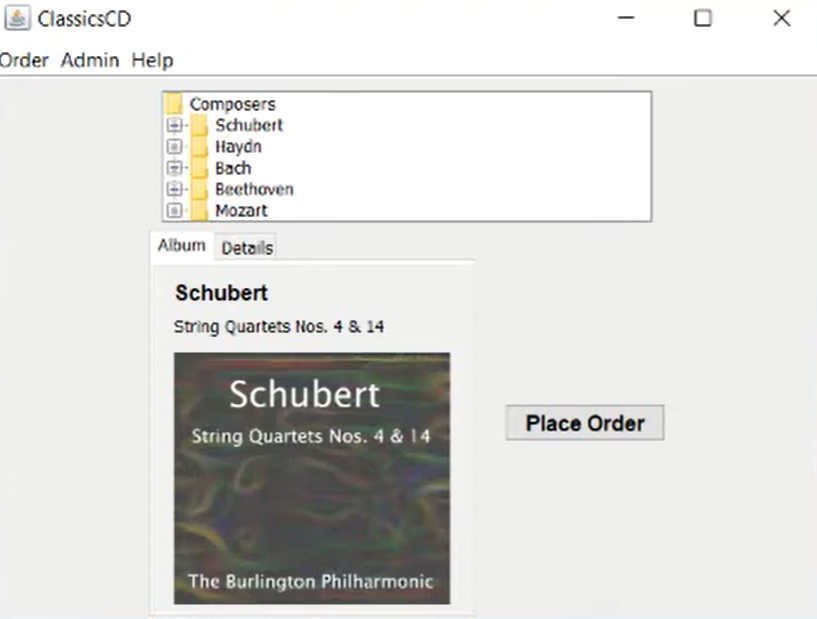 ClassicsCD
Order Admin Help
Composers
Schubert
Haydn
Bach
Beethoven
Mozart
Album Details
Schubert
String Quartets Nos. 4 & 14
Schubert
String Quartets Nos. 4 & 14
Place Order
The Burlington Philharmonic